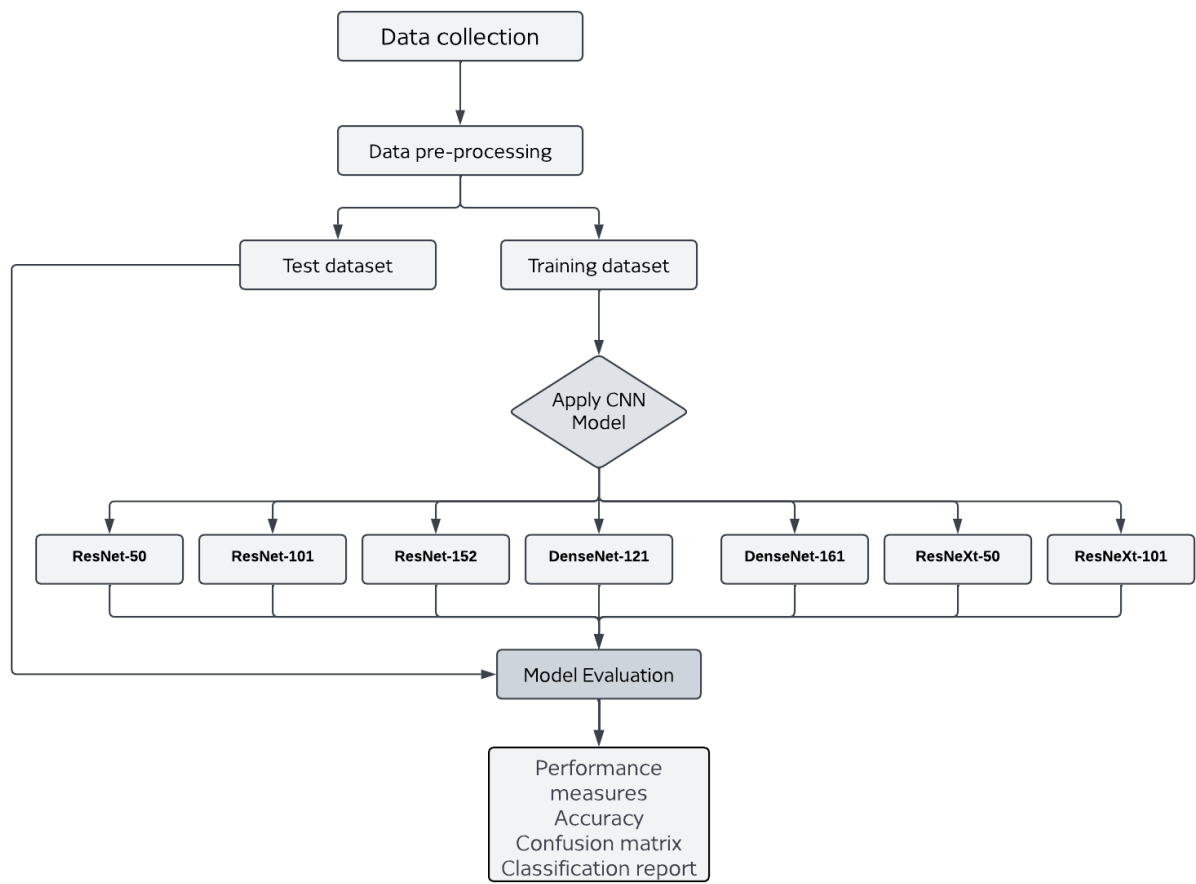 Data collection
Data pre-processing
Test dataset
Training dataset
Apply CNN
Model
ResNet-50
ResNet-101
ResNet-152
DenseNet-121
DenseNet-161
ResNeXt-50
ResNeXt-101
Model Evaluation
Performance
measures
Accuracy
Confusion matrix
Classification report